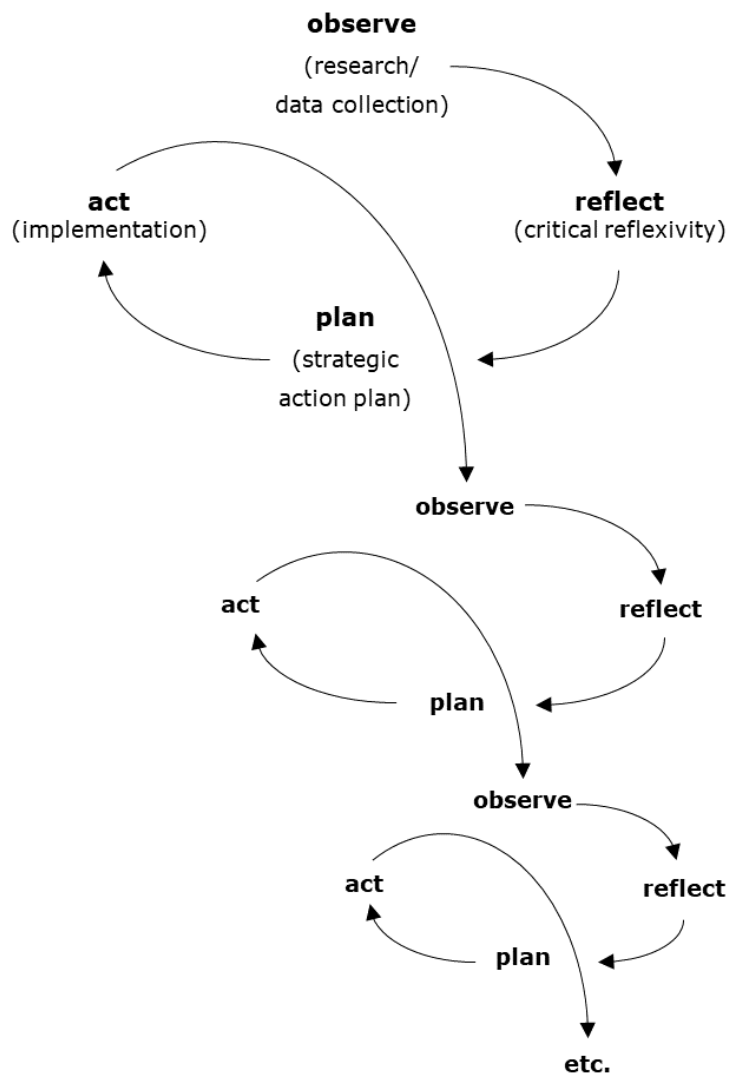 observe
(research/
data collection)
act
(implementation)
reflect
(critical reflexivity)
plan
(strategic
action plan)
observe
act
reflect
plan
observe
act
reflect
plan
etc.